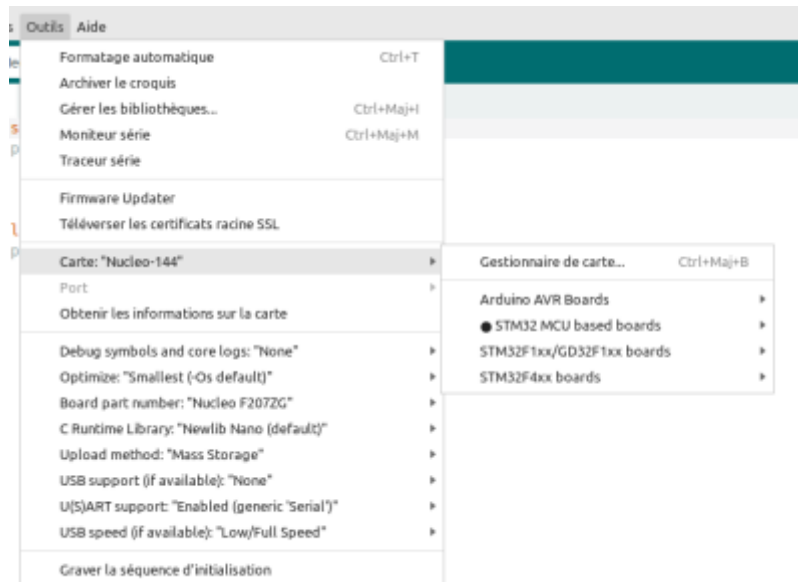 Outils Aide
Formatage automatique Ctrl+T
Archiver le croquis
Gérer les bibliothèques... Ctrl+Maj+I
Moniteur série Ctrl+Maj+M
Traceur série
Firmware Updater
Téléverser les certificats racine SSL
Carte: "Nucleo-144"
Port
Obtenir les informations sur la carte
Debug symbols and core logs: "None"
Optimize: "Smallest (-Os default)"
Board part number: "Nucleo F207ZG"
C Runtime Library: "Newlib Nano (default)"
Upload method: "Mass Storage"
USB support (if available): "None"
U(S)ART support: "Enabled (generic 'Serial')"
USB speed (if available): "Low/Full Speed"
Graver la séquence d'initialisation
Gestionnaire de carte... Ctrl+Maj+B
Arduino AVR Boards
● STM32 MCU based boards
STM32F1xx/GD32F1xx boards
STM32F4xx boards